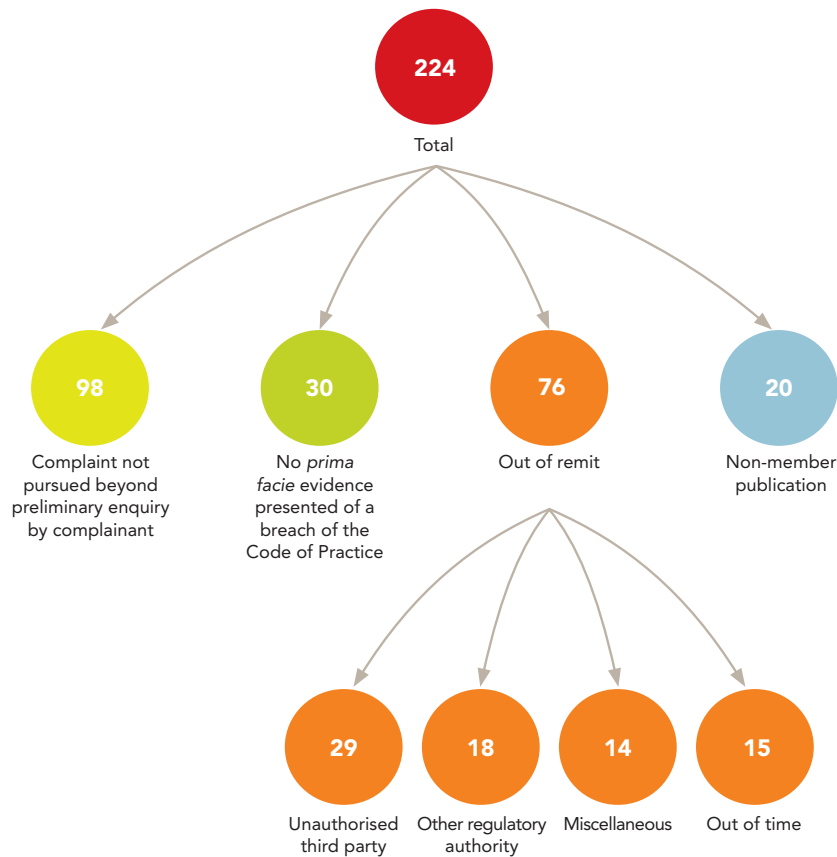 224
Total
98
Complaint not
pursued beyond
preliminary enquiry
by complainant
30
No prima
facie evidence
presented of a
breach of the
Code of Practice
76
Out of remit
20
Non-member
publication
29
Unauthorised
third party
18
Other regulatory
authority
14
Miscellaneous
15
Out of time